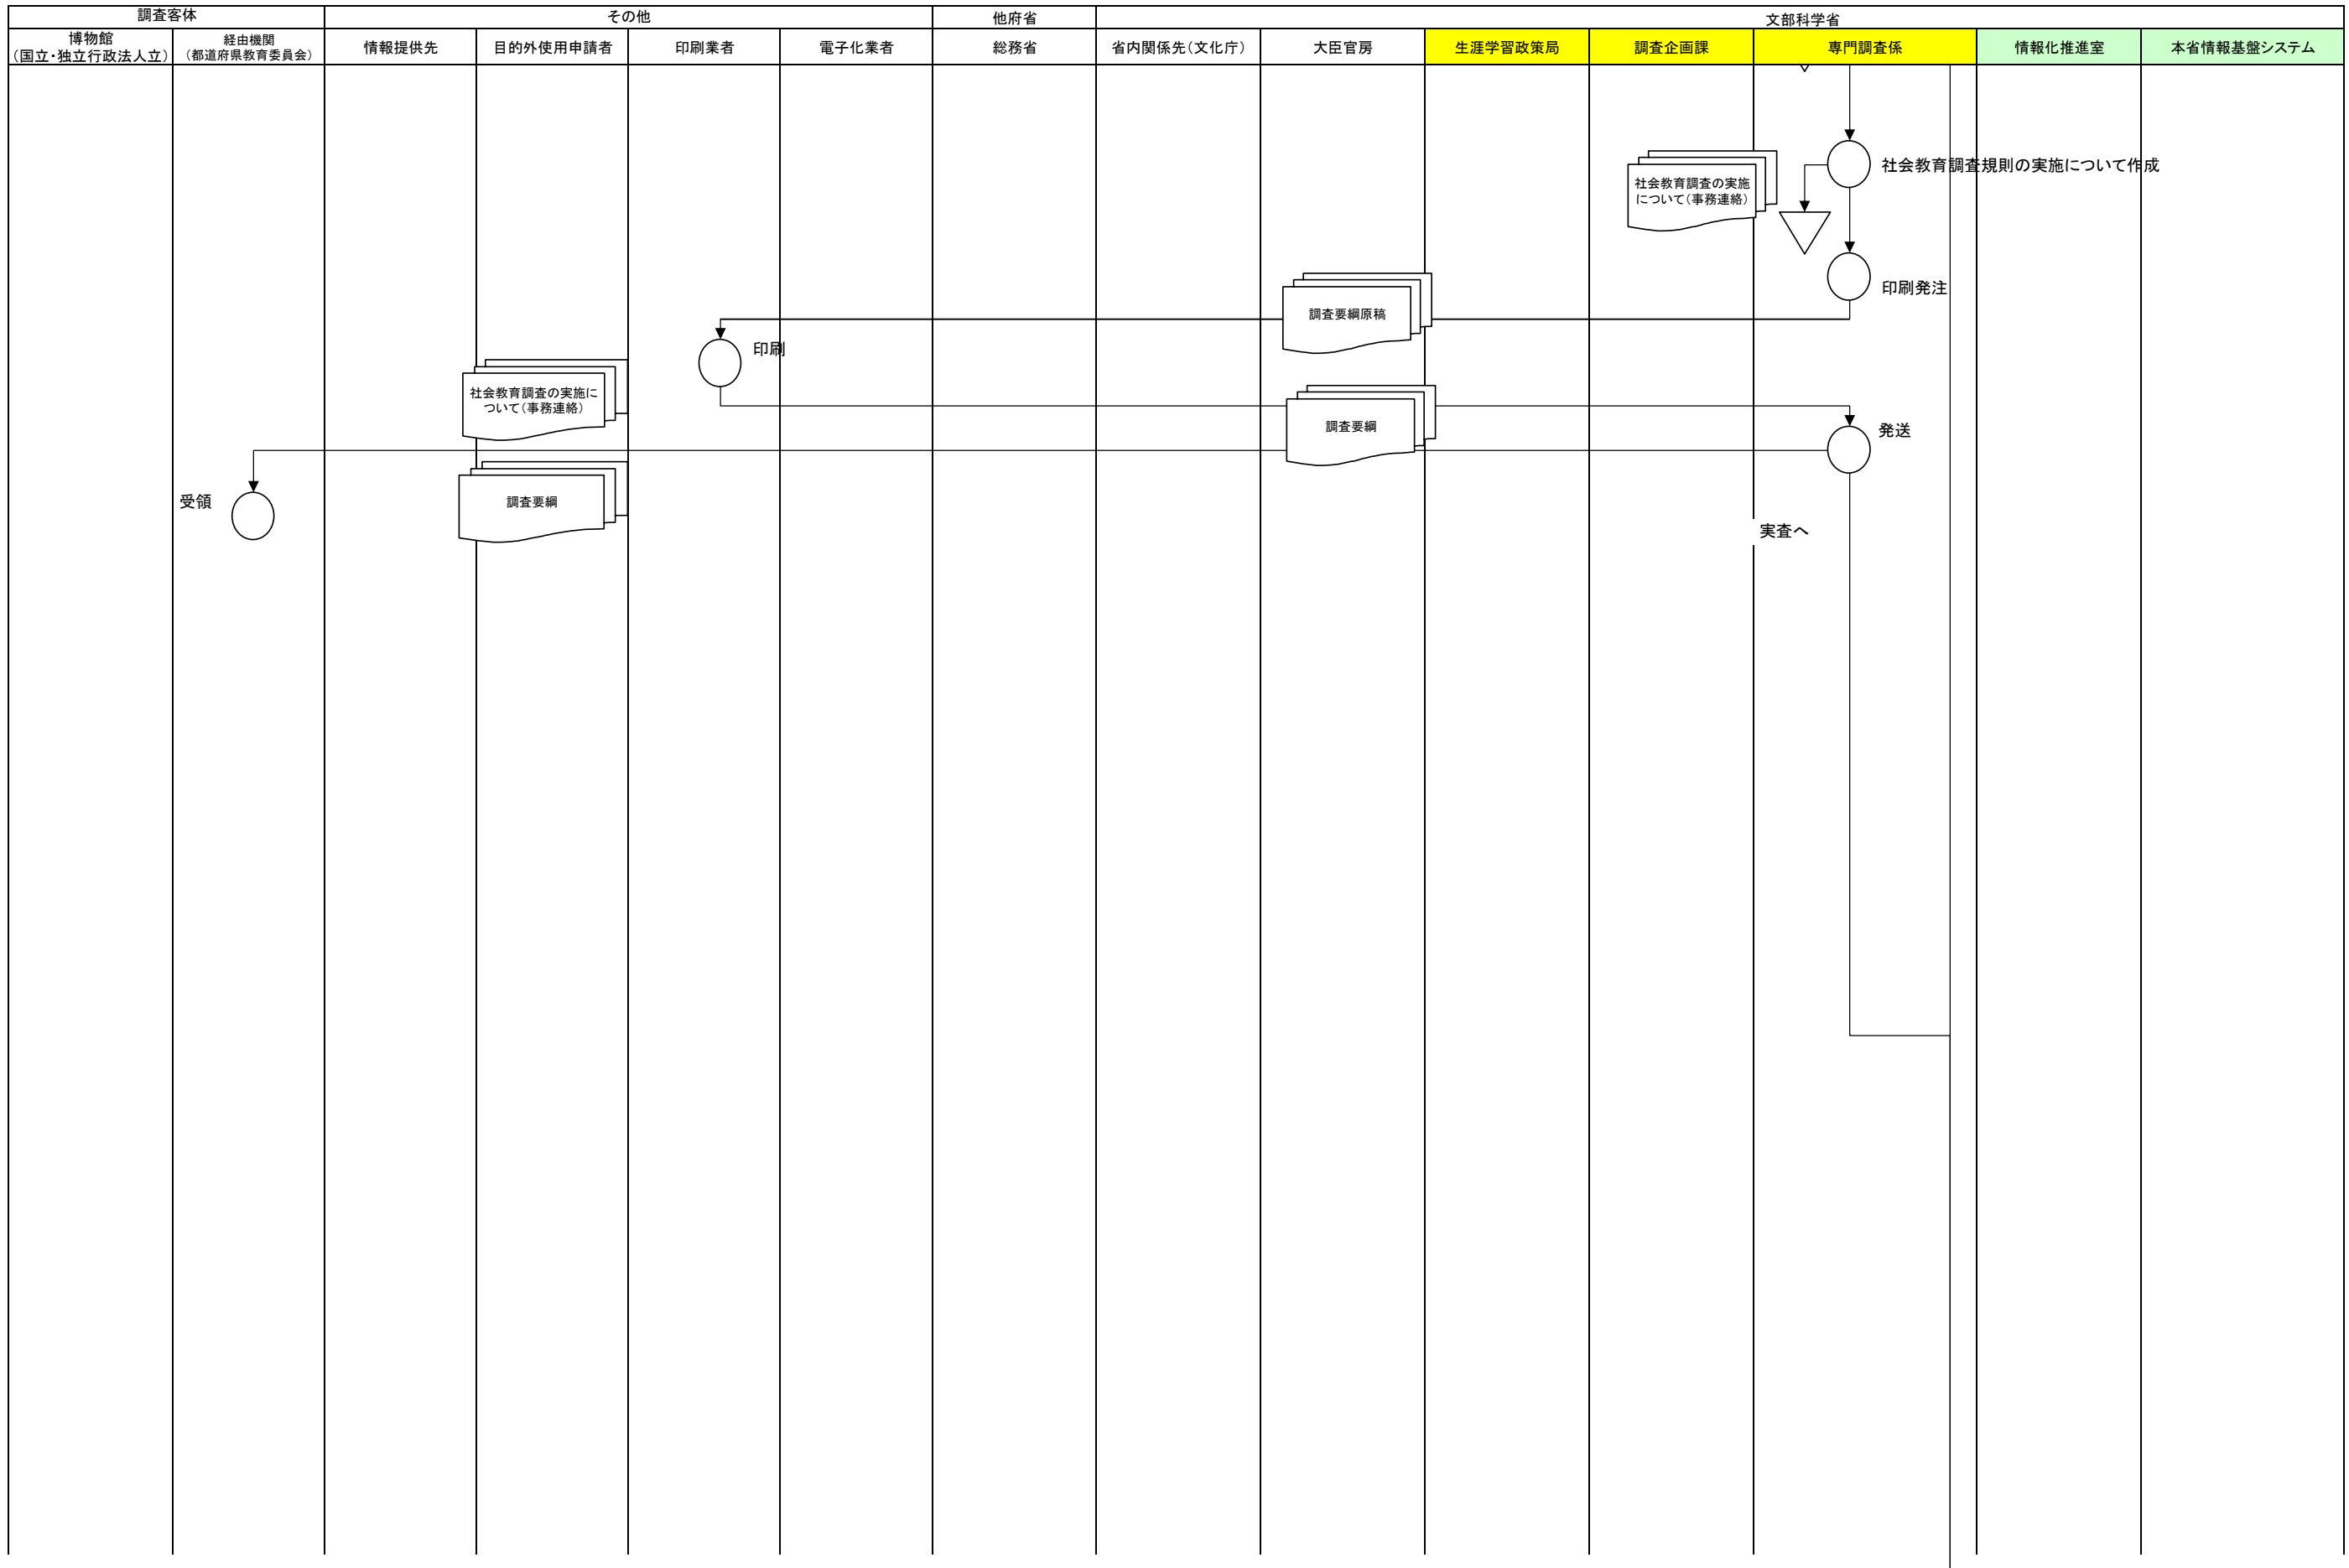 調査客体
その他
他府省
文部科学省
博物館
（国立・独立行政法人立）
経由機関
（都道府県教育委員会）
情報提供先
目的外使用申請者
印刷業者
電子化業者
総務省
省内関係先（文化庁）
大臣官房
生涯学習政策局
調査企画課
専門調査係
情報化推進室
本省情報基盤システム
社会教育調査規則の実施について作成
社会教育調査の実施
について（事務連絡）
印刷発注
調査要綱原稿
印刷
社会教育調査の実施に
ついて（事務連絡）
調査要綱
発送
受領
調査要綱
実査へ